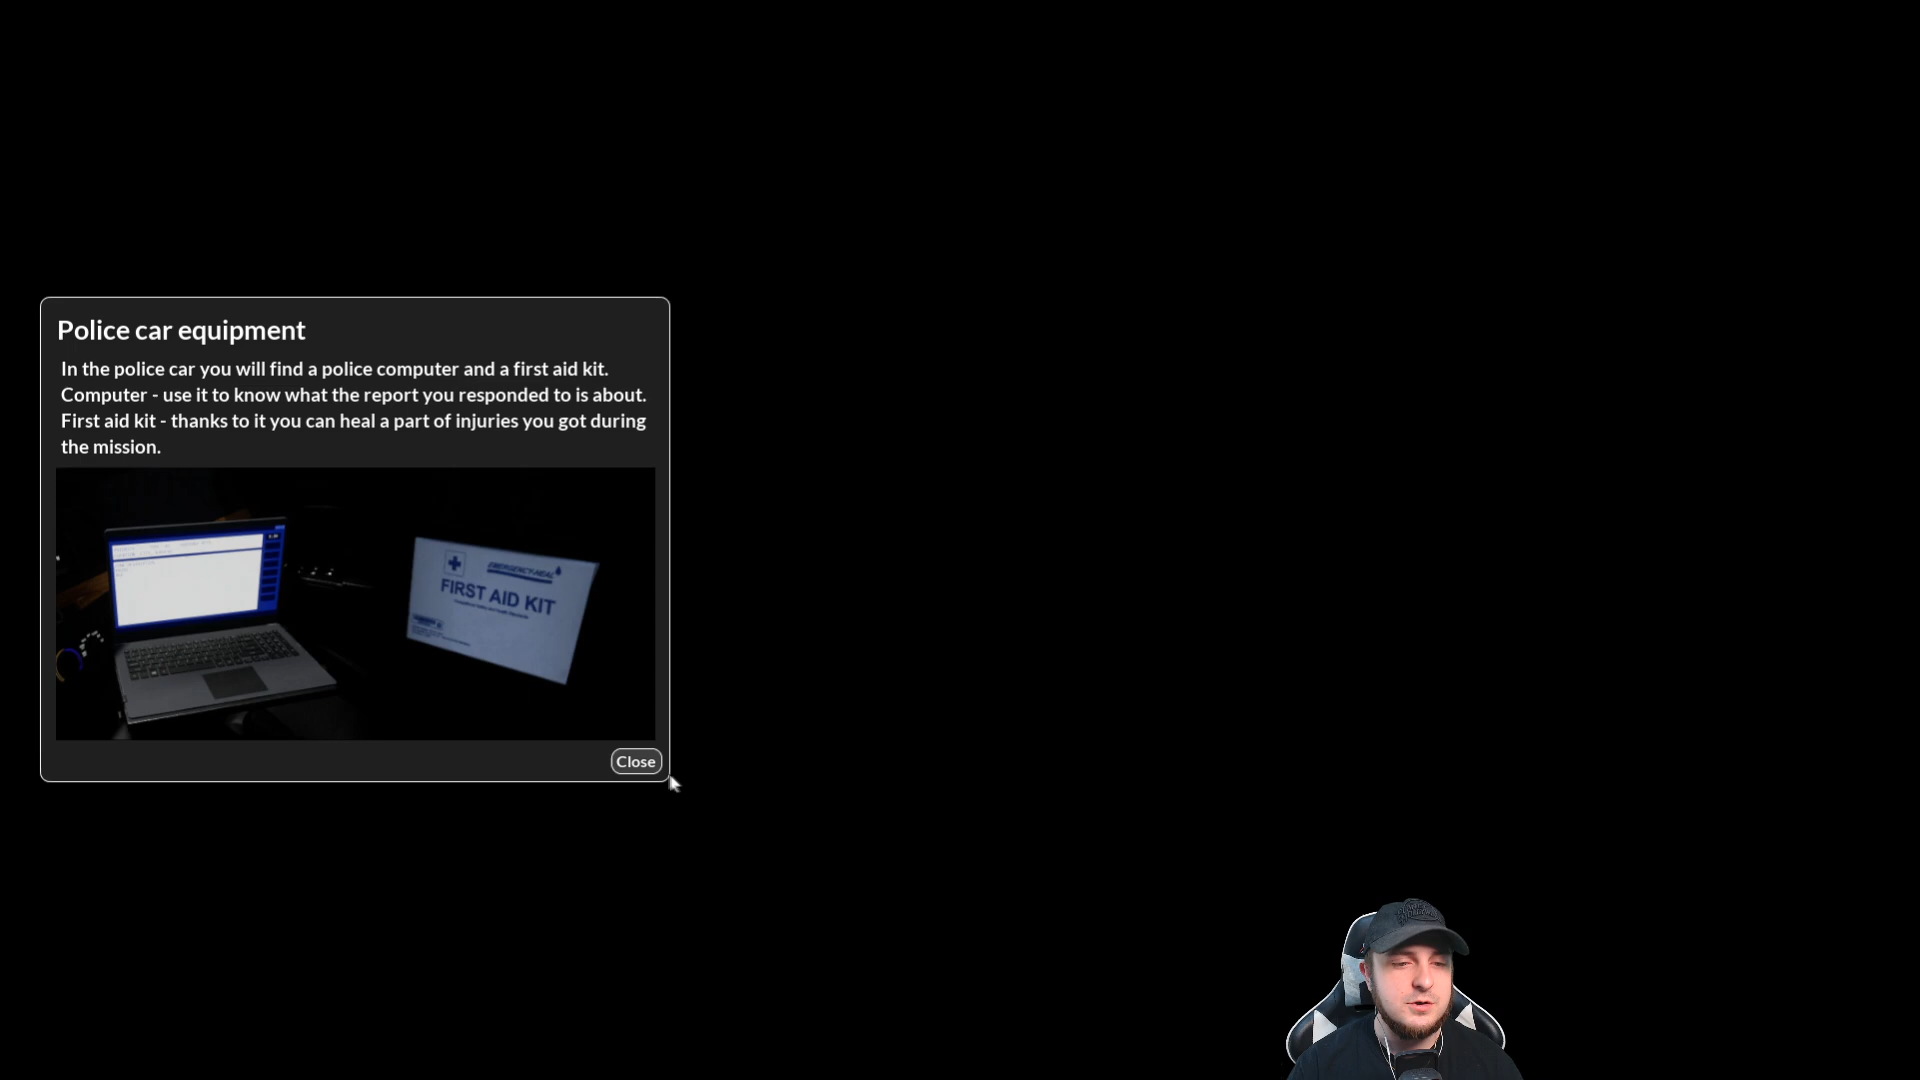 Police car equipment
In the police car you will find a police computer and a first aid kit.
Computer - use it to know what the report you responded to is about.
First aid kit - thanks to it you can heal a part of injuries you got during
the mission.
EMERGENCY-HEAL
FIRST AID KIT
Close